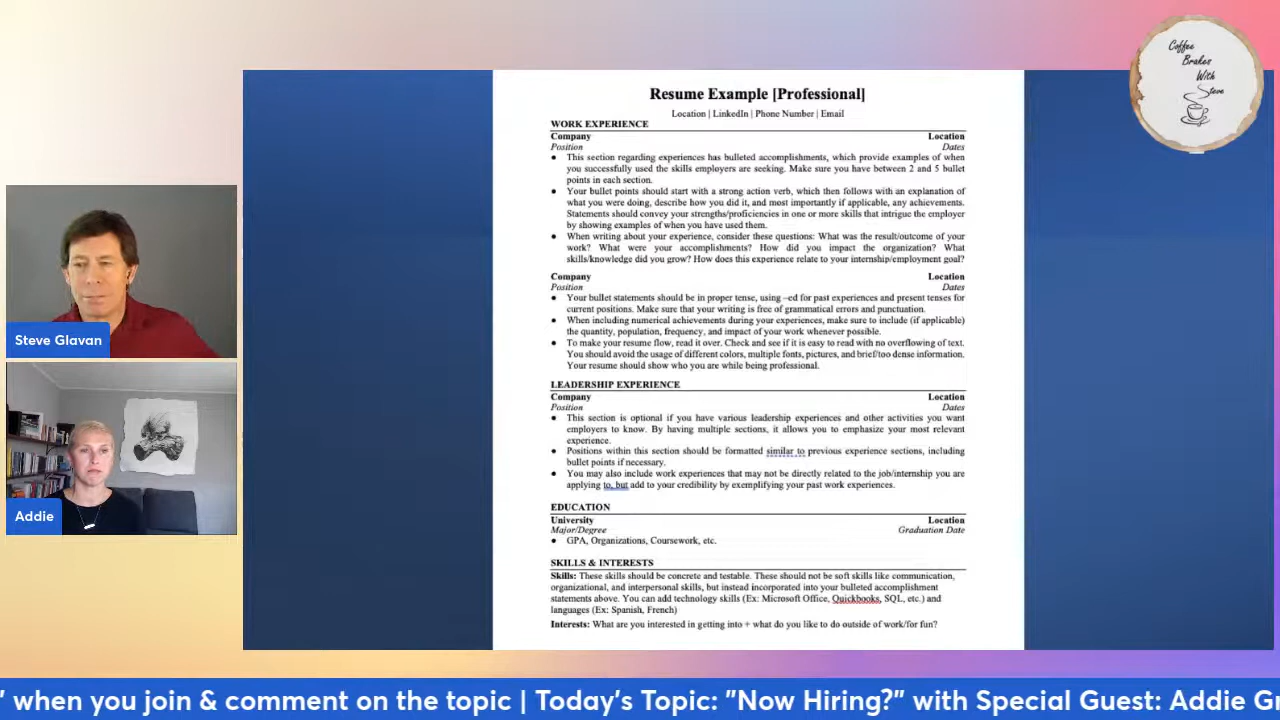 Coffee
Brakes
With
Steve
Resume Example [Professional]
Location | LinkedIn | Phone Number | Email
WORK EXPERIENCE
Company Location
Position Dates
● This section regarding experiences has bulleted accomplishments, which provide examples of when
you successfully used the skills employers are seeking. Make sure you have between 2 and 5 bullet
points in each section.
● Your bullet points should start with a strong action verb, which then follows with an explanation of
what you were doing, describe how you did it, and most importantly if applicable, any achievements.
Statements should convey your strengths/proficiencies in one or more skills that intrigue the employer
by showing examples of when you have used them.
● When writing about your experience, consider these questions: What was the result/outcome of your
work? What were your accomplishments? How did you impact the organization? What
skills/knowledge did you grow? How does this experience relate to your internship/employment goal?
Company Location
Position Dates
● Your bullet statements should be in proper tense, using –ed for past experiences and present tenses for
current positions. Make sure that your writing is free of grammatical errors and punctuation.
● When including numerical achievements during your experiences, make sure to include (if applicable)
the quantity, population, frequency, and impact of your work whenever possible.
● To make your resume flow, read it over. Check and see if it is easy to read with no overflowing of text.
You should avoid the usage of different colors, multiple fonts, pictures, and brief/too dense information.
Your resume should show who you are while being professional.
LEADERSHIP EXPERIENCE
Company Location
Position Dates
● This section is optional if you have various leadership experiences and other activities you want
employers to know. By having multiple sections, it allows you to emphasize your most relevant
experience.
● Positions within this section should be formatted similar to previous experience sections, including
bullet points if necessary.
● You may also include work experiences that may not be directly related to the job/internship you are
applying to, but add to your credibility by exemplifying your past work experiences.
EDUCATION
University Location
Major/Degree Graduation Date
● GPA, Organizations, Coursework, etc.
SKILLS & INTERESTS
Skills: These skills should be concrete and testable. These should not be soft skills like communication,
organizational, and interpersonal skills, but instead incorporated into your bulleted accomplishment
statements above. You can add technology skills (Ex: Microsoft Office, Quickbooks, SQL, etc.) and
languages (Ex: Spanish, French)
Interests: What are you interested in getting into + what do you like to do outside of work/for fun?
Steve Glavan
Addie
" when you join & comment on the topic | Today's Topic: "Now Hiring?" with Special Guest: Addie G